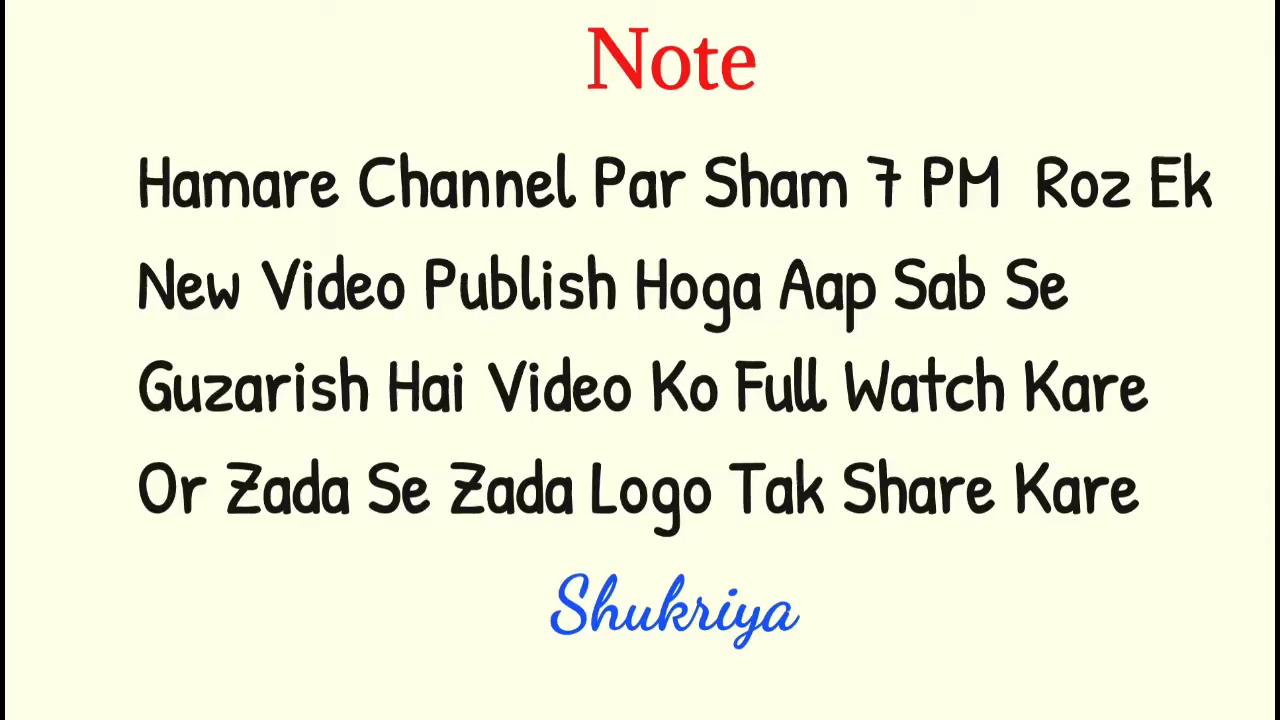 Note
Hamare Channel Par Sham 7 PM Roz Ek
New Video Publish Hoga Aap Sab Se
Guzarish Hai Video Ko Full Watch Kare
Or Zada Se Zada Logo Tak Share Kare
Shukriya